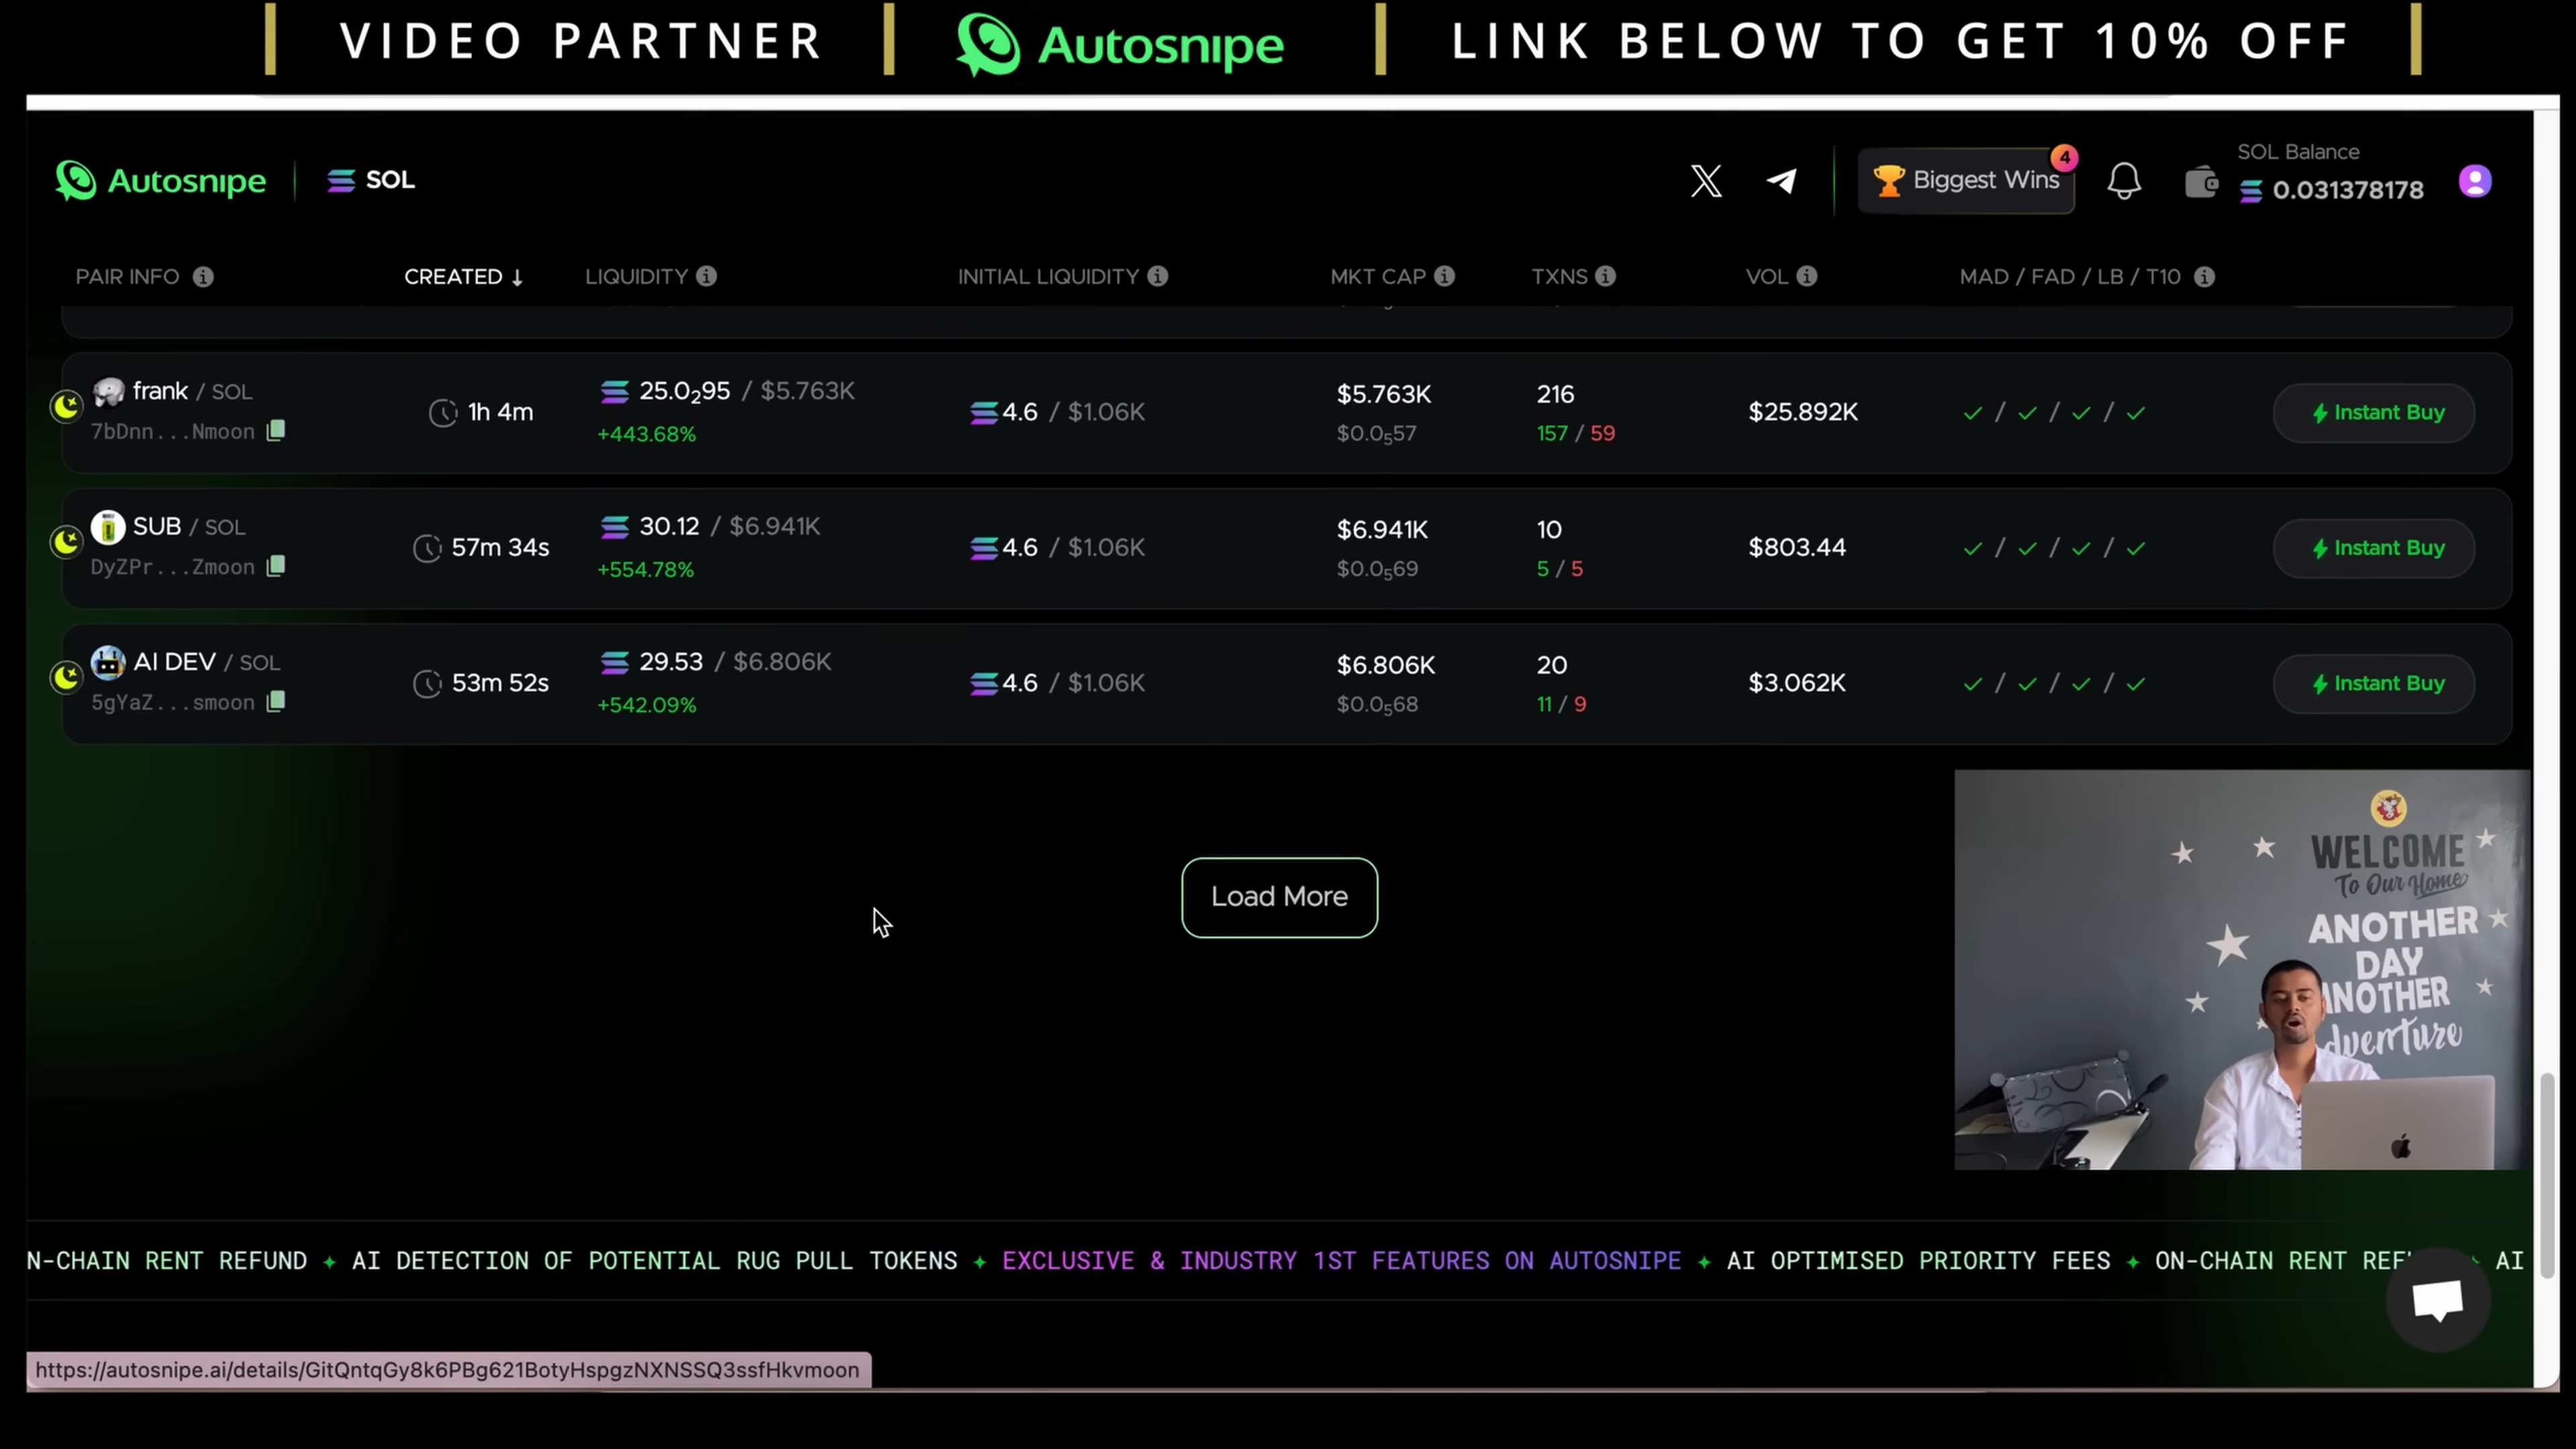 VIDEO PARTNER | Autosnipe | LINK BELOW TO GET 10% OFF
Autosnipe | SOL
Biggest Wins 4
SOL Balance
0.031378178
PAIR INFO CREATED ↓ LIQUIDITY INITIAL LIQUIDITY MKT CAP TXNS VOL MAD / FAD / LB / T10
frank / SOL
7bDnn...Nmoon
1h 4m
25.0₂95 / $5.763K
+443.68%
4.6 / $1.06K
$5.763K
$0.0₅57
216
157 / 59
$25.892K
✓ / ✓ / ✓ / ✓
Instant Buy
SUB / SOL
DyZPr...Zmoon
57m 34s
30.12 / $6.941K
+554.78%
4.6 / $1.06K
$6.941K
$0.0₅69
10
5 / 5
$803.44
✓ / ✓ / ✓ / ✓
Instant Buy
AI DEV / SOL
5gYaZ...smoon
53m 52s
29.53 / $6.806K
+542.09%
4.6 / $1.06K
$6.806K
$0.0₅68
20
11 / 9
$3.062K
✓ / ✓ / ✓ / ✓
Instant Buy
Load More
WELCOME
To Our Home
ANOTHER
DAY
ANOTHER
dventure
N-CHAIN RENT REFUND ✦ AI DETECTION OF POTENTIAL RUG PULL TOKENS ✦ EXCLUSIVE & INDUSTRY 1ST FEATURES ON AUTOSNIPE ✦ AI OPTIMISED PRIORITY FEES ✦ ON-CHAIN RENT REF AI
https://autosnipe.ai/details/GitQntqGy8k6PBg621BotyHspgzNXNSSQ3ssfHkvmoon